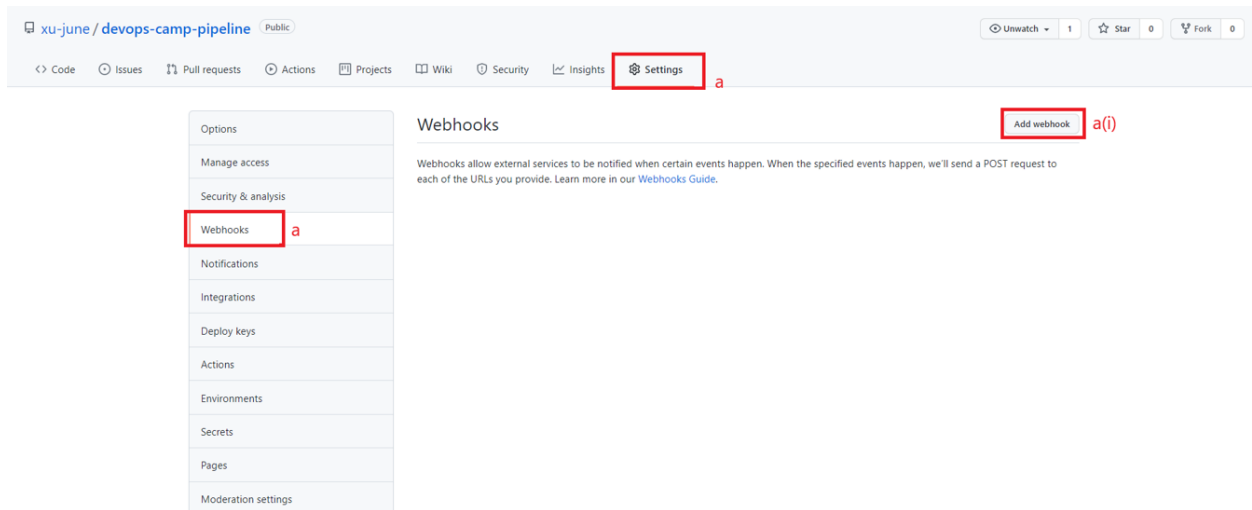 xu-june / devops-camp-pipeline Public Unwatch 1 Star 0 Fork 0
Code Issues Pull requests Actions Projects Wiki Security Insights Settings a
Options
Manage access
Security & analysis
Webhooks a
Notifications
Integrations
Deploy keys
Actions
Environments
Secrets
Pages
Moderation settings
Webhooks Add webhook a(i)
Webhooks allow external services to be notified when certain events happen. When the specified events happen, we'll send a POST request to
each of the URLs you provide. Learn more in our Webhooks Guide.